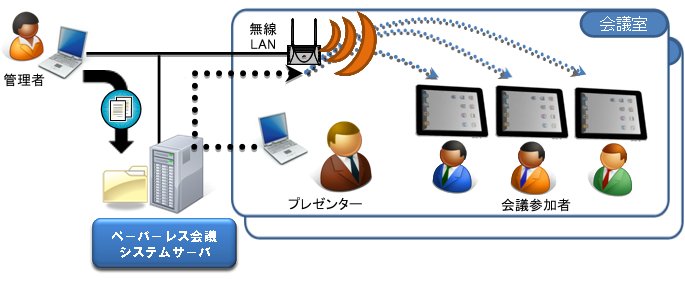 会議室
無線
LAN
管理者
プレゼンター
会議参加者
ペーパーレス会議
システムサーバ